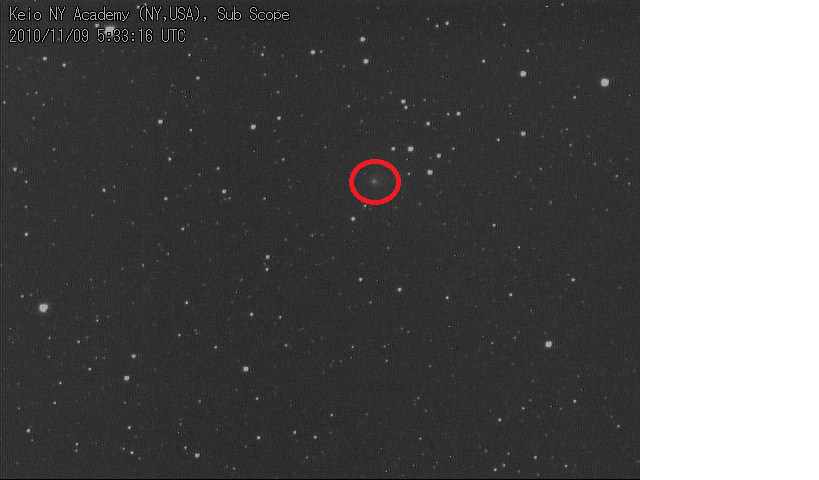 Keio NY Academy (NY,USA), Sub Scope
2010/11/09 5:33:16 UTC